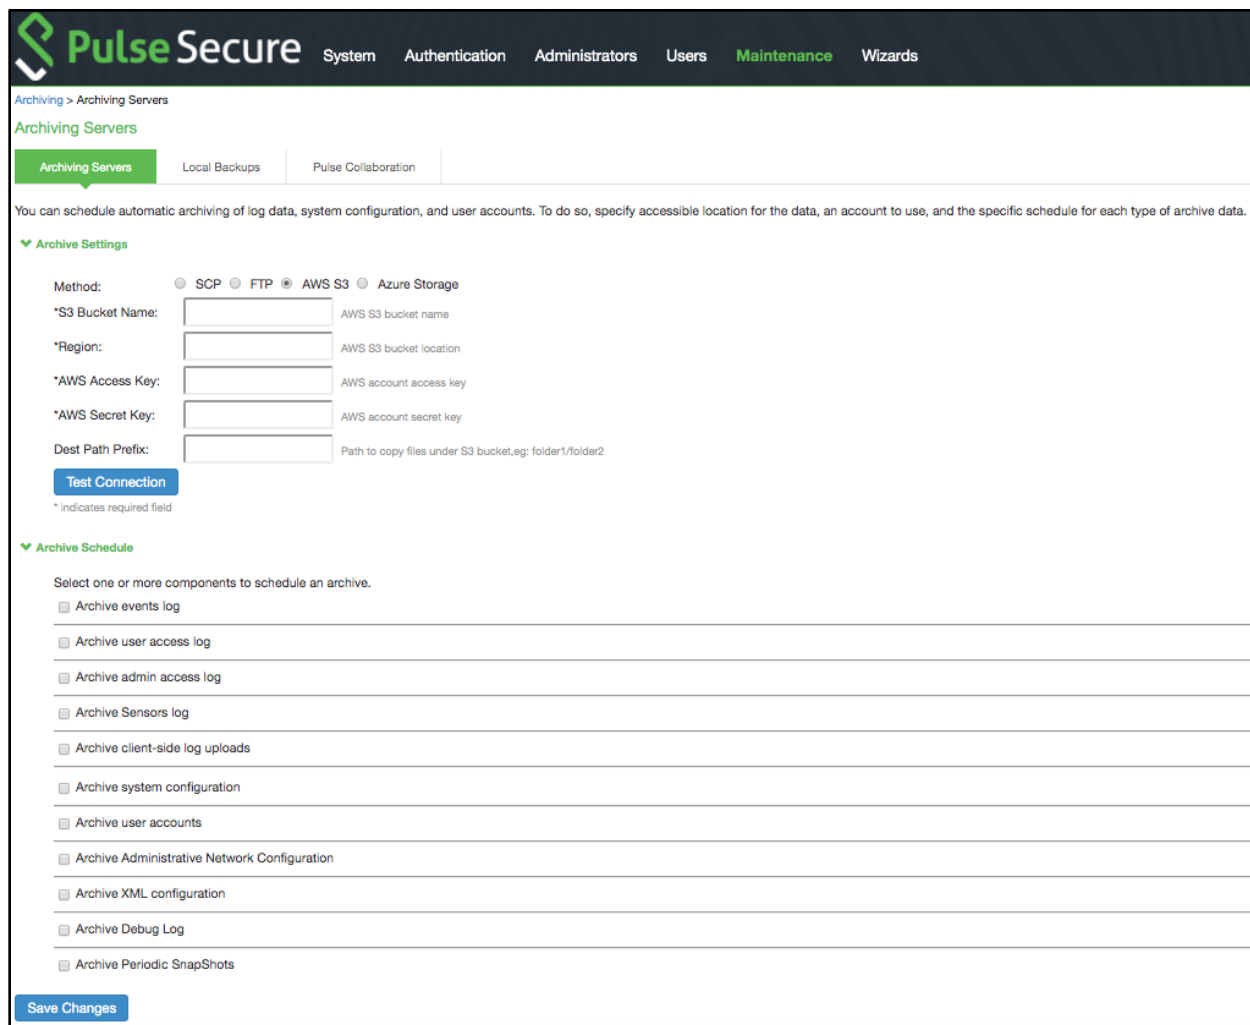 Pulse Secure System Authentication Administrators Users Maintenance Wizards
Archiving > Archiving Servers
Archiving Servers
Archiving Servers Local Backups Pulse Collaboration
You can schedule automatic archiving of log data, system configuration, and user accounts. To do so, specify accessible location for the data, an account to use, and the specific schedule for each type of archive data.
Archive Settings
Method: SCP FTP AWS S3 Azure Storage
*S3 Bucket Name: AWS S3 bucket name
*Region: AWS S3 bucket location
*AWS Access Key: AWS account access key
*AWS Secret Key: AWS account secret key
Dest Path Prefix: Path to copy files under S3 bucket,eg: folder1/folder2
Test Connection
* indicates required field
Archive Schedule
Select one or more components to schedule an archive.
Archive events log
Archive user access log
Archive admin access log
Archive Sensors log
Archive client-side log uploads
Archive system configuration
Archive user accounts
Archive Administrative Network Configuration
Archive XML configuration
Archive Debug Log
Archive Periodic SnapShots
Save Changes